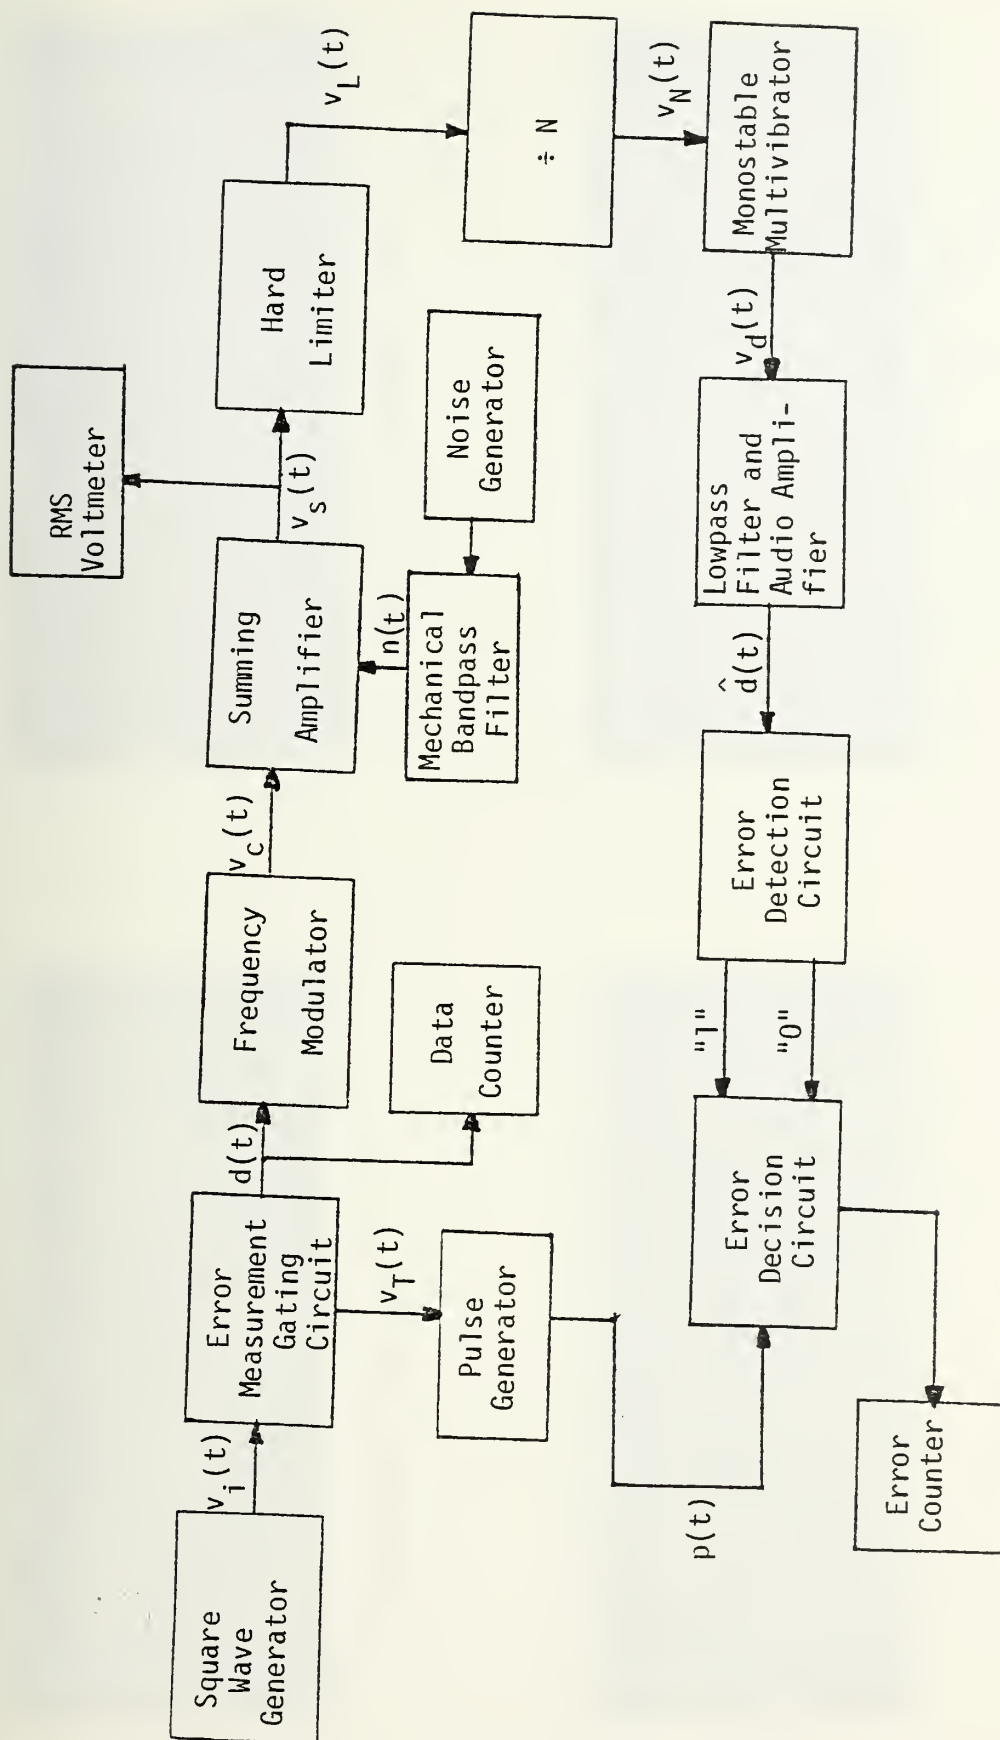 Square
Wave
Generator
v_i(t)
Error
Measurement
Gating
Circuit
d(t)
Frequency
Modulator
v_c(t)
Summing
Amplifier
v_s(t)
RMS
Voltmeter
Hard
Limiter
v_L(t)
÷ N
v_N(t)
Monostable
Multivibrator
v_d(t)
Lowpass
Filter and
Audio Ampli-
fier
d̂(t)
Error
Detection
Circuit
"1"
"0"
Error
Decision
Circuit
Error
Counter
v_T(t)
Pulse
Generator
p(t)
Data
Counter
n(t)
Mechanical
Bandpass
Filter
Noise
Generator